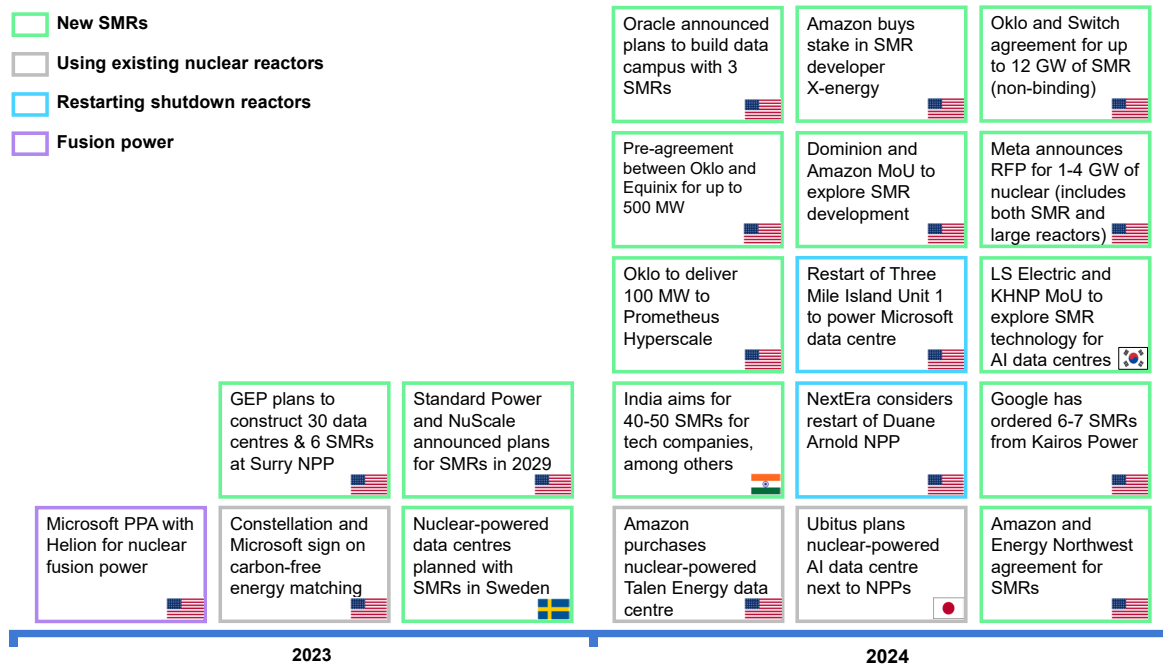 New SMRs
Using existing nuclear reactors
Restarting shutdown reactors
Fusion power
Oracle announced
plans to build data
campus with 3
SMRs
Amazon buys
stake in SMR
developer
X-energy
Oklo and Switch
agreement for up
to 12 GW of SMR
(non-binding)
Pre-agreement
between Oklo and
Equinix for up to
500 MW
Dominion and
Amazon MoU to
explore SMR
development
Meta announces
RFP for 1-4 GW of
nuclear (includes
both SMR and
large reactors)
Oklo to deliver
100 MW to
Prometheus
Hyperscale
Restart of Three
Mile Island Unit 1
to power Microsoft
data centre
LS Electric and
KHNP MoU to
explore SMR
technology for
AI data centres
GEP plans to
construct 30 data
centres & 6 SMRs
at Surry NPP
Standard Power
and NuScale
announced plans
for SMRs in 2029
India aims for
40-50 SMRs for
tech companies,
among others
NextEra considers
restart of Duane
Arnold NPP
Google has
ordered 6-7 SMRs
from Kairos Power
Microsoft PPA with
Helion for nuclear
fusion power
Constellation and
Microsoft sign on
carbon-free
energy matching
Nuclear-powered
data centres
planned with
SMRs in Sweden
Amazon
purchases
nuclear-powered
Talen Energy data
centre
Ubitus plans
nuclear-powered
AI data centre
next to NPPs
Amazon and
Energy Northwest
agreement for
SMRs
2023
2024